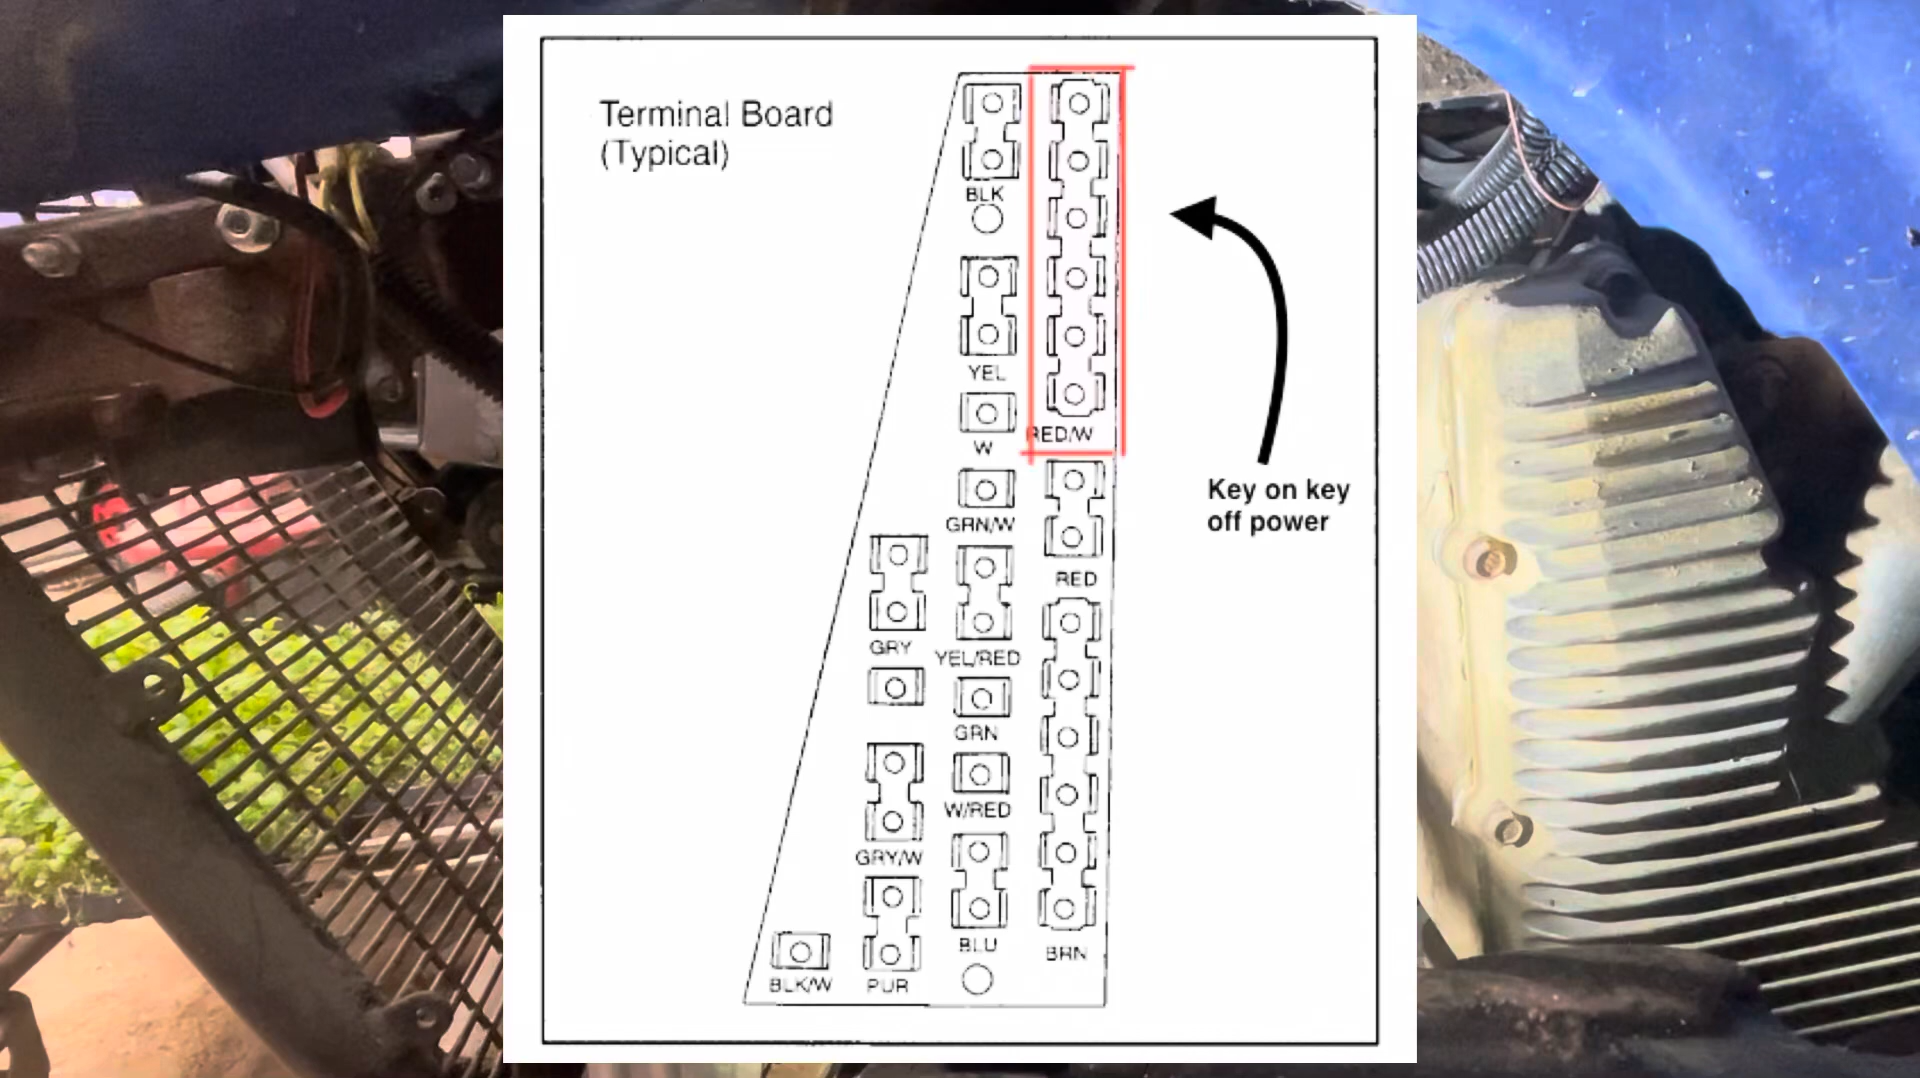 Terminal Board
(Typical)
BLK
YEL
W
RED/W
GRN/W
RED
GRY
YEL/RED
GRN
W/RED
GRY/W
BLU
BRN
BLK/W
PUR
Key on key
off power